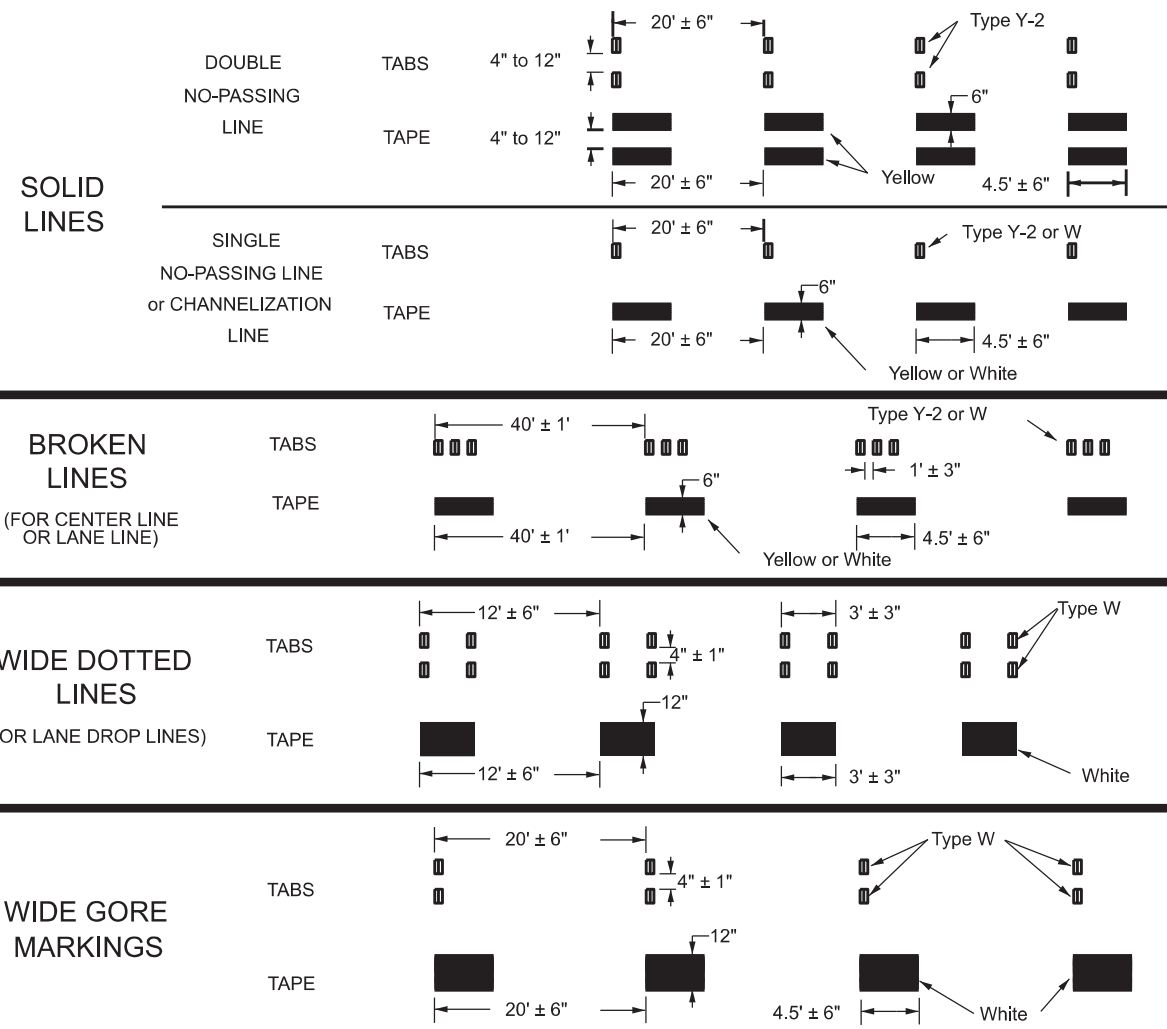 SOLID
LINES
DOUBLE
NO-PASSING
LINE
TABS
4" to 12"
20' ± 6"
Type Y-2
TAPE
4" to 12"
6"
Yellow
20' ± 6"
4.5' ± 6"
SINGLE
NO-PASSING LINE
or CHANNELIZATION
LINE
TABS
20' ± 6"
Type Y-2 or W
TAPE
6"
20' ± 6"
4.5' ± 6"
Yellow or White
BROKEN
LINES
(FOR CENTER LINE
OR LANE LINE)
TABS
40' ± 1'
Type Y-2 or W
1' ± 3"
TAPE
6"
40' ± 1'
4.5' ± 6"
Yellow or White
WIDE DOTTED
LINES
OR LANE DROP LINES)
TABS
12' ± 6"
3' ± 3"
Type W
4" ± 1"
TAPE
12"
12' ± 6"
3' ± 3"
White
WIDE GORE
MARKINGS
TABS
20' ± 6"
Type W
4" ± 1"
TAPE
12"
20' ± 6"
4.5' ± 6"
White